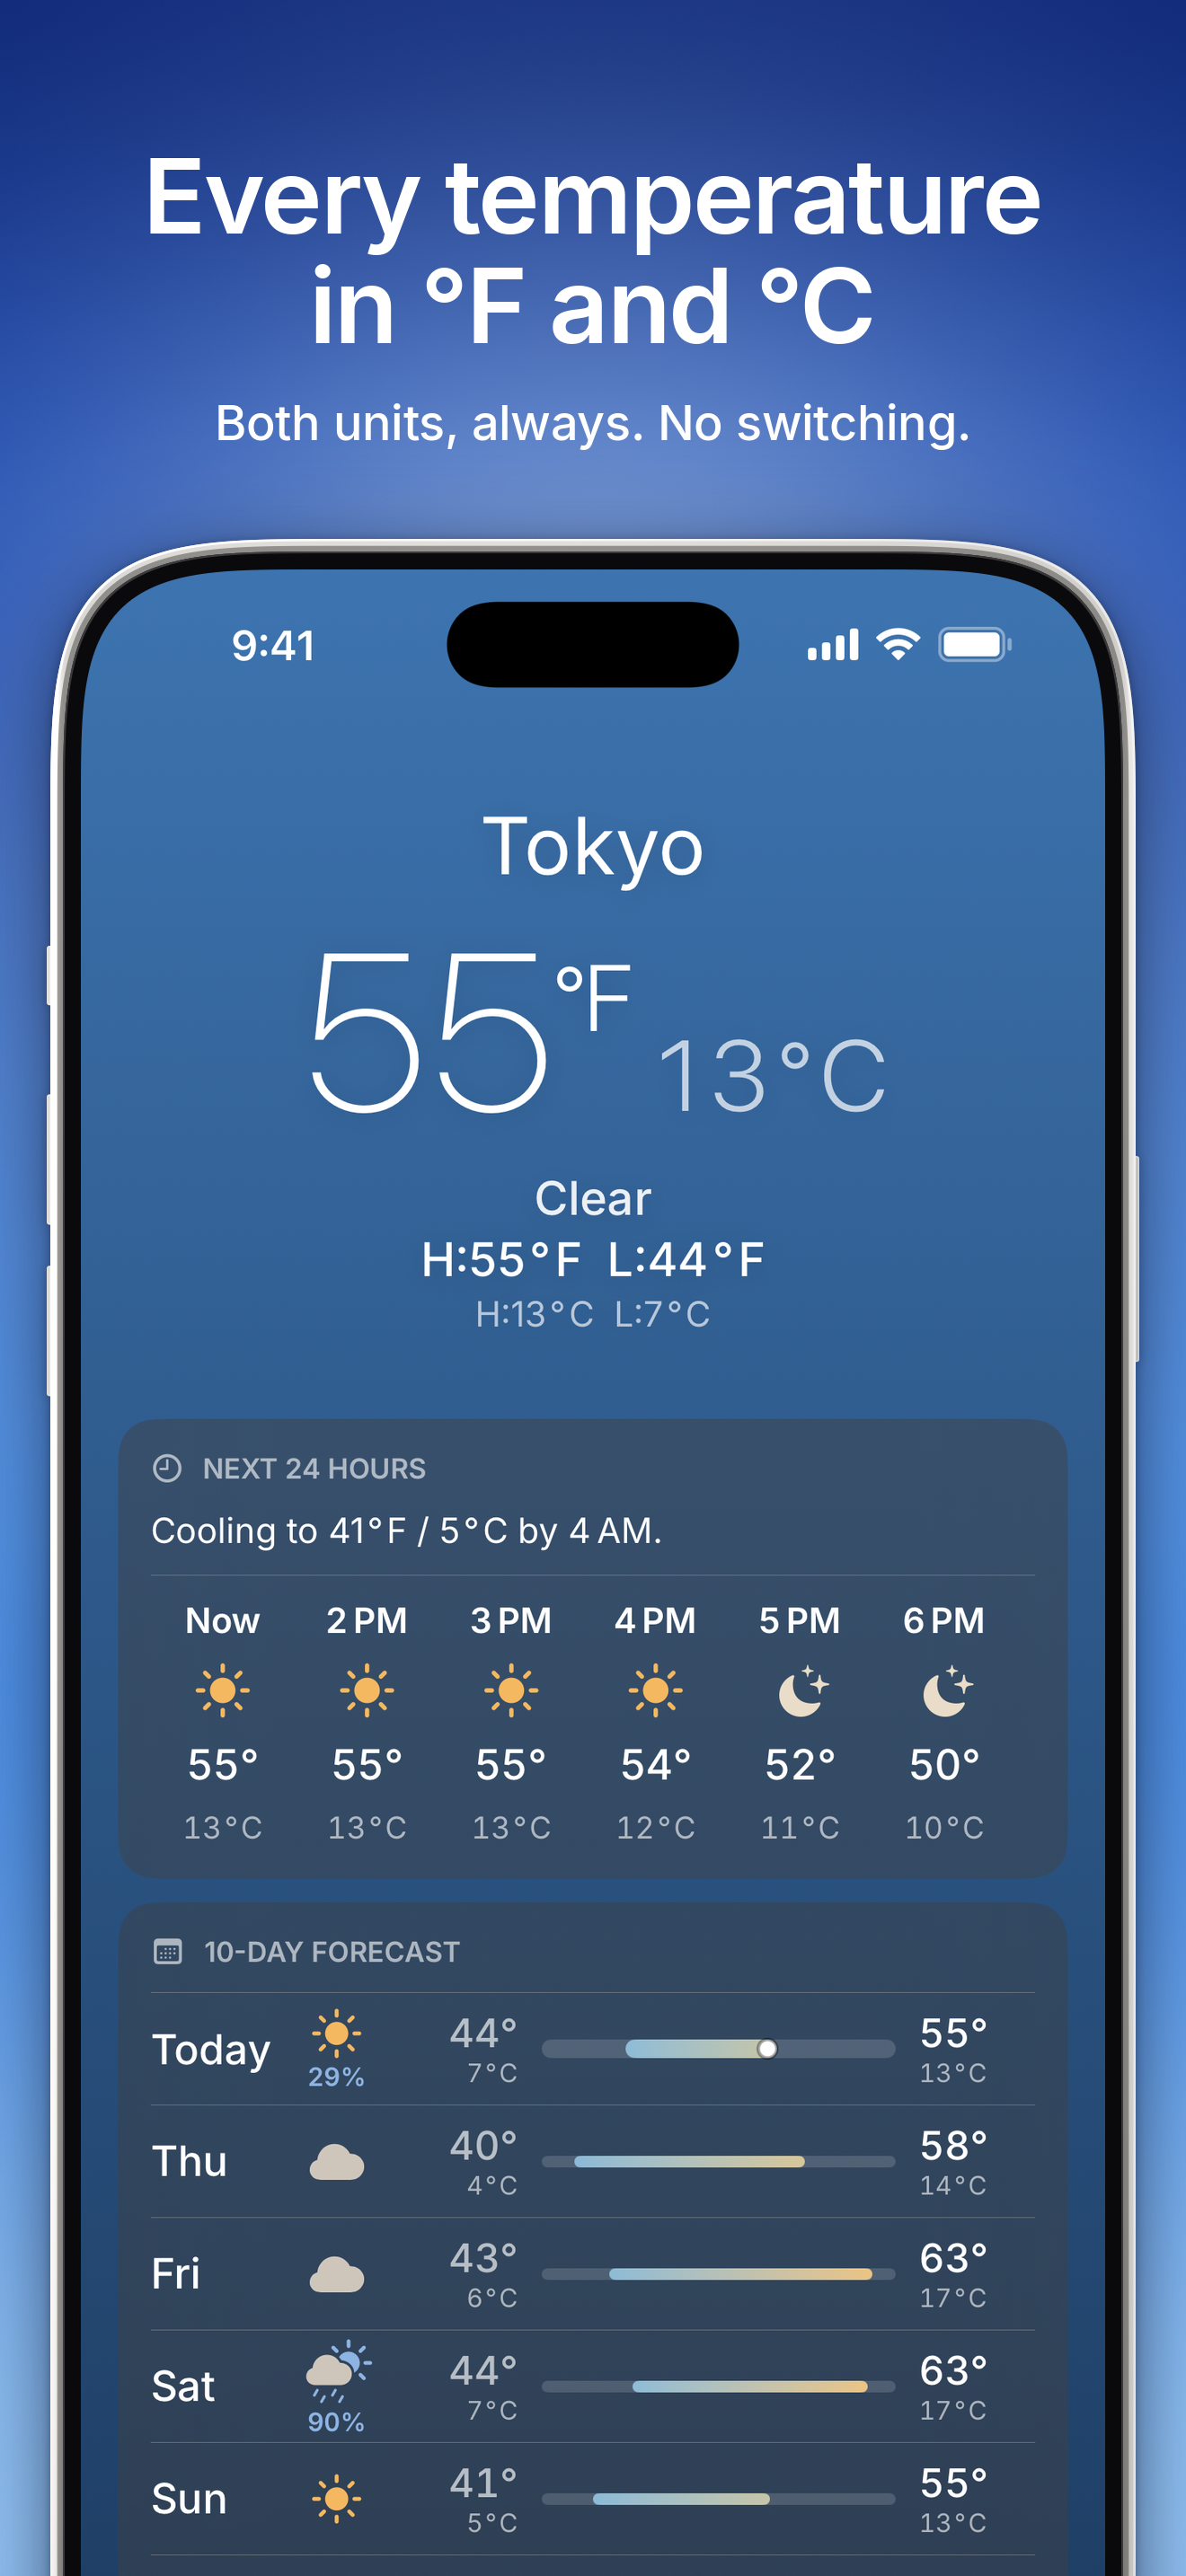 Every temperature
in °F and °C
Both units, always. No switching.
9:41
Tokyo
55°F 13°C
Clear
H:55°F L:44°F
H:13°C L:7°C
NEXT 24 HOURS
Cooling to 41°F / 5°C by 4 AM.
Now 2 PM 3 PM 4 PM 5 PM 6 PM
55° 55° 55° 54° 52° 50°
13°C 13°C 13°C 12°C 11°C 10°C
10-DAY FORECAST
Today 29% 44° 7°C 55° 13°C
Thu 40° 4°C 58° 14°C
Fri 43° 6°C 63° 17°C
Sat 90% 44° 7°C 63° 17°C
Sun 41° 5°C 55° 13°C